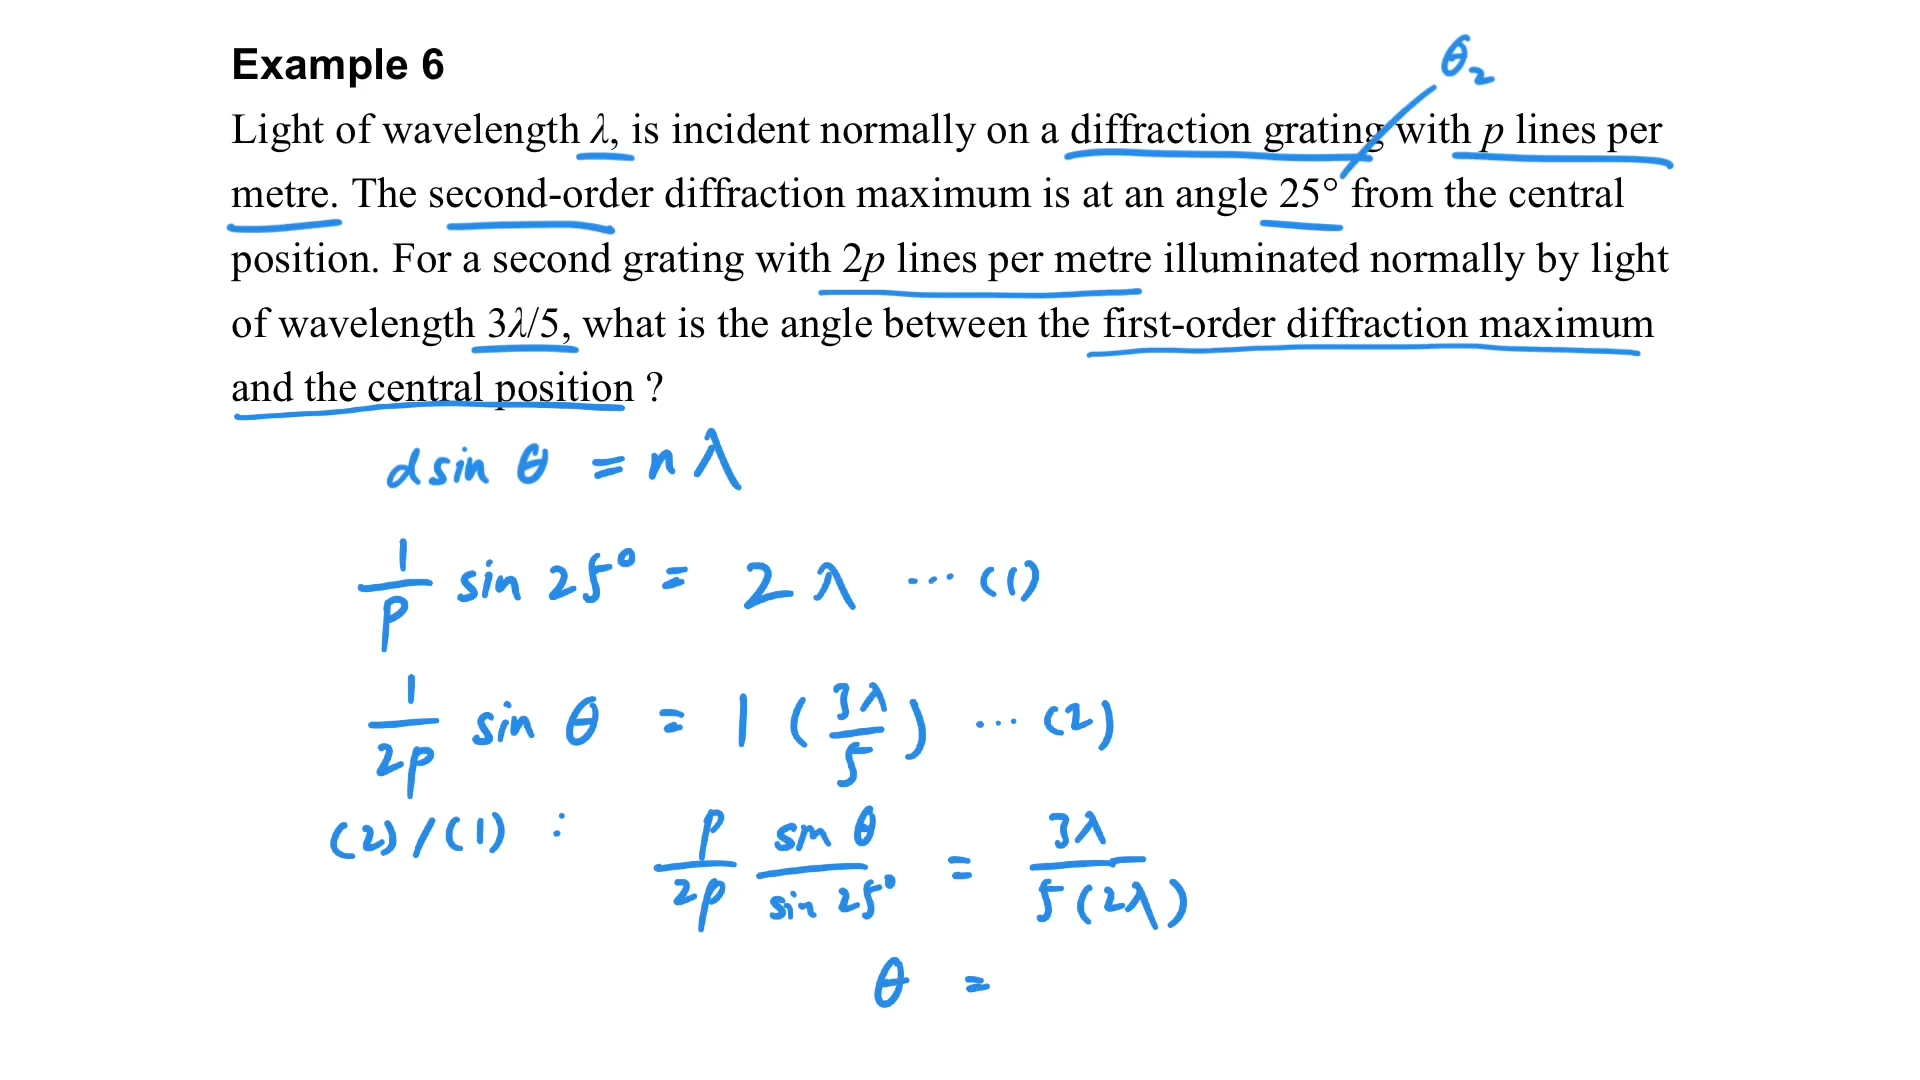 Example 6
θ₂
Light of wavelength λ, is incident normally on a diffraction grating with p lines per
metre. The second-order diffraction maximum is at an angle 25° from the central
position. For a second grating with 2p lines per metre illuminated normally by light
of wavelength 3λ/5, what is the angle between the first-order diffraction maximum
and the central position ?
d sin θ = n λ
1/p sin 25° = 2 λ ... (1)
1/2p sin θ = 1 (3λ/5) ... (2)
(2)/(1) : p/2p sin θ/sin 25° = 3λ/5(2λ)
θ =